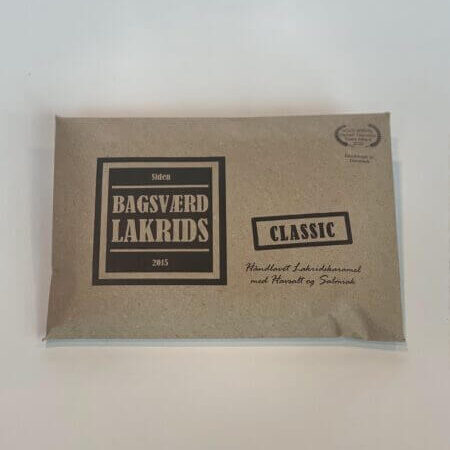 Siden
BAGSVÆRD
LAKRIDS
2015
CLASSIC
Håndlavet Lakridskaramel
med Havsalt og Salmiak